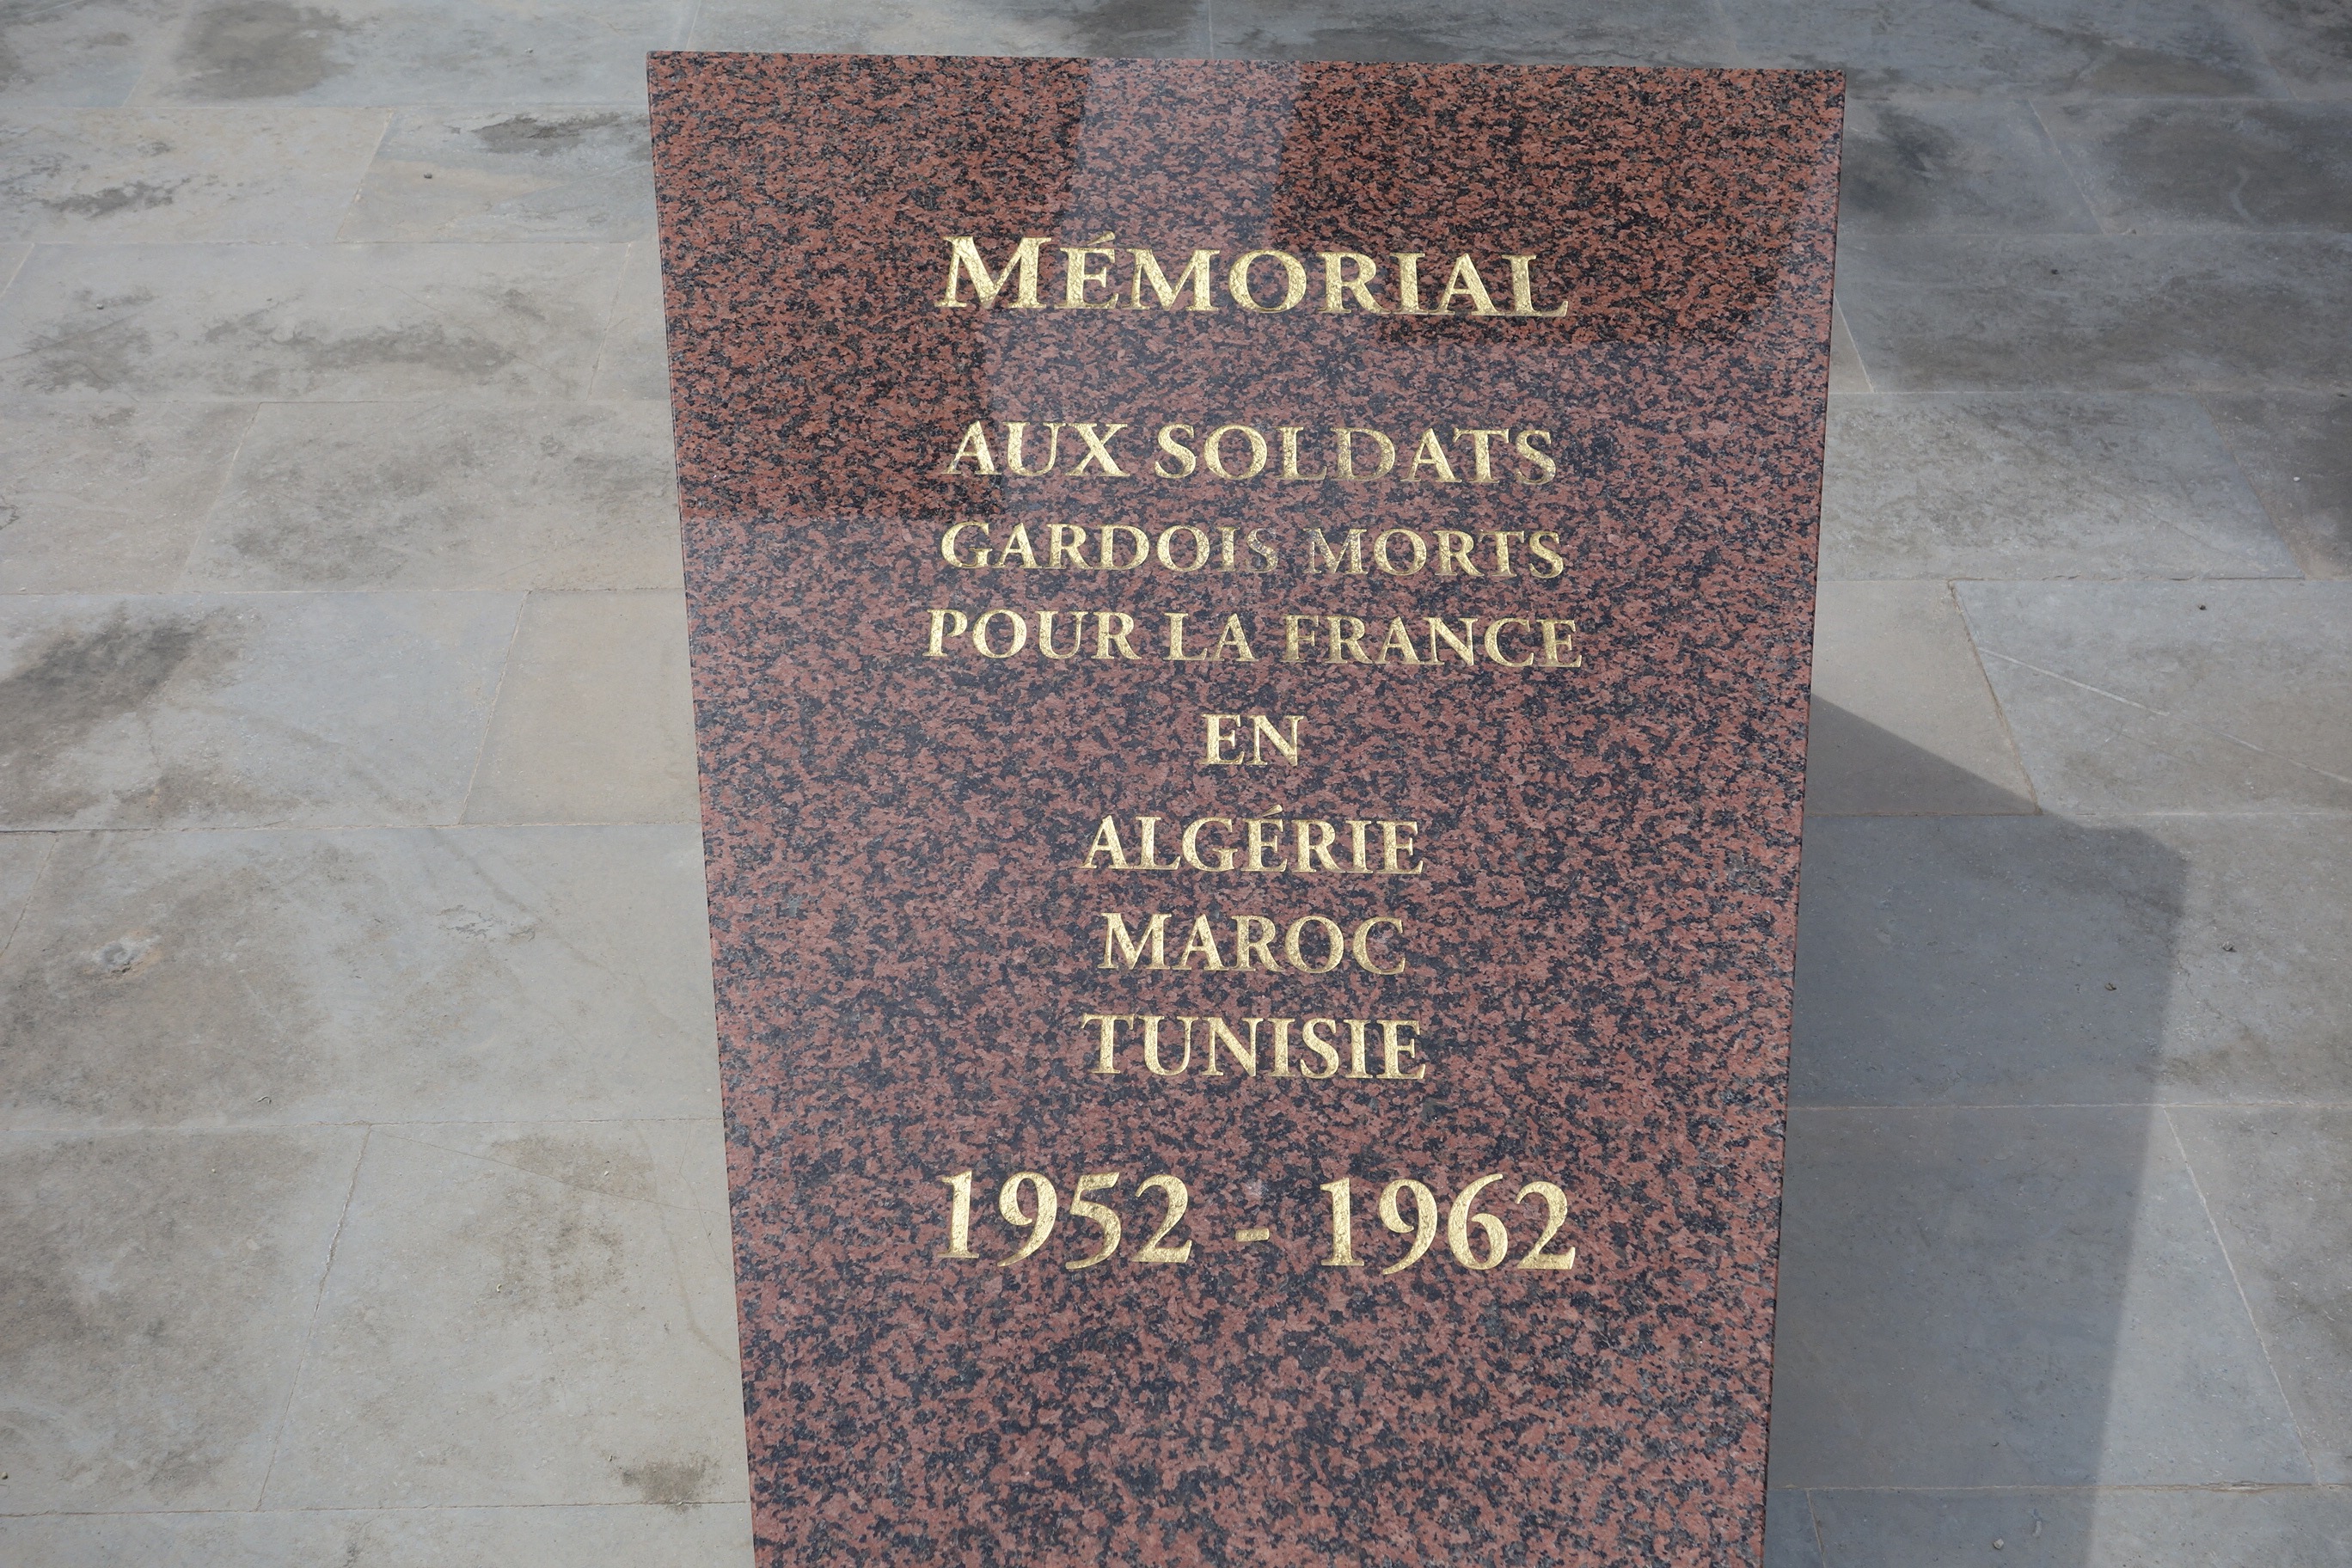 MÉMORIAL
AUX SOLDATS
GARDOIS MORTS
POUR LA FRANCE
EN
ALGÉRIE
MAROC
TUNISIE
1952 - 1962